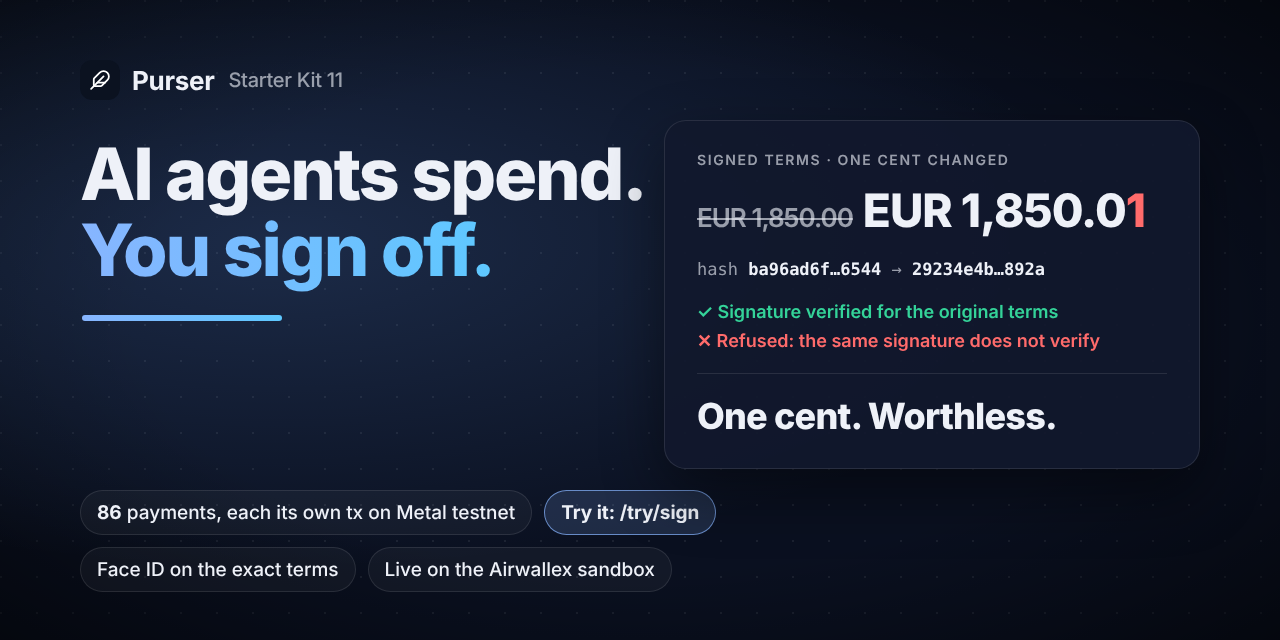 Purser Starter Kit 11
AI agents spend.
You sign off.
SIGNED TERMS · ONE CENT CHANGED
EUR 1,850.00 EUR 1,850.01
hash ba96ad6f…6544 → 29234e4b…892a
✓ Signature verified for the original terms
✕ Refused: the same signature does not verify
One cent. Worthless.
86 payments, each its own tx on Metal testnet
Try it: /try/sign
Face ID on the exact terms
Live on the Airwallex sandbox